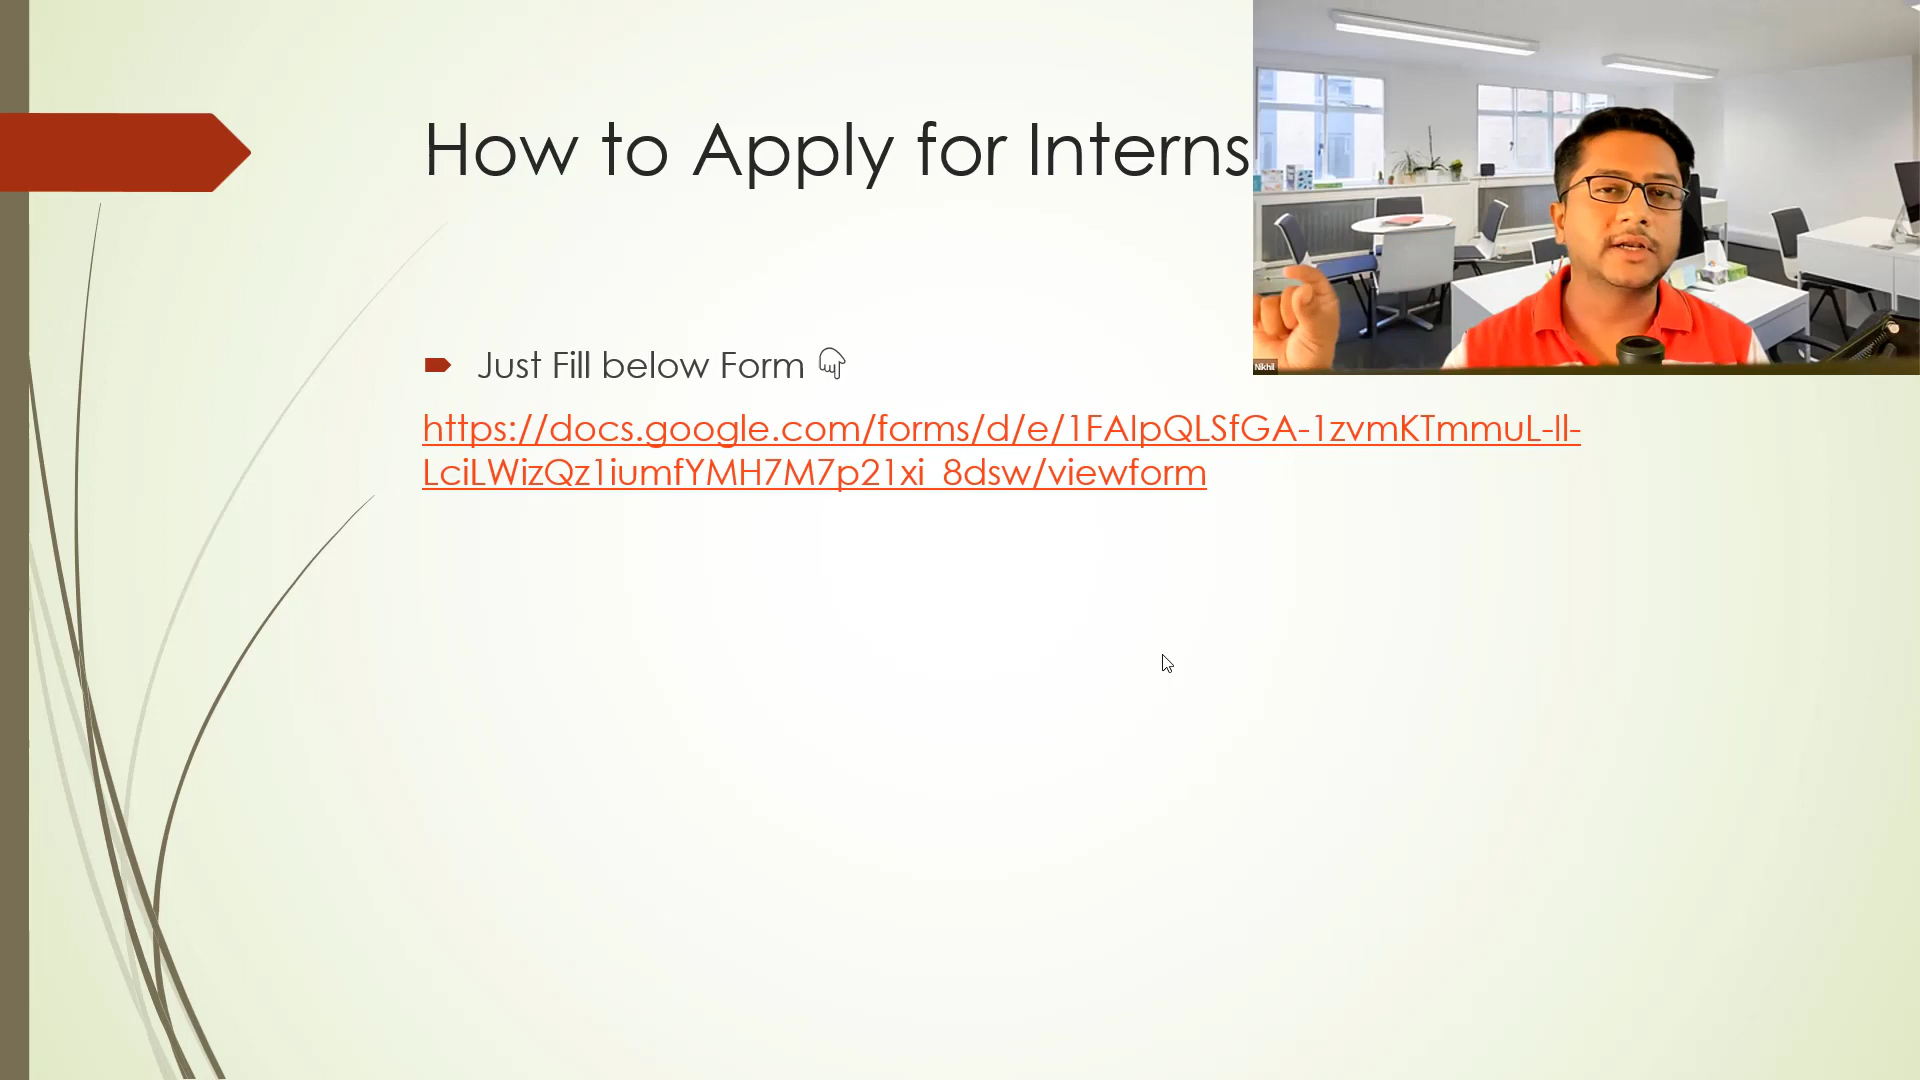 How to Apply for Interns
Just Fill below Form
https://docs.google.com/forms/d/e/1FAIpQLSfGA-1zvmKTmmuL-Il-
LciLWizQz1iumfYMH7M7p21xi_8dsw/viewform
Nikhil